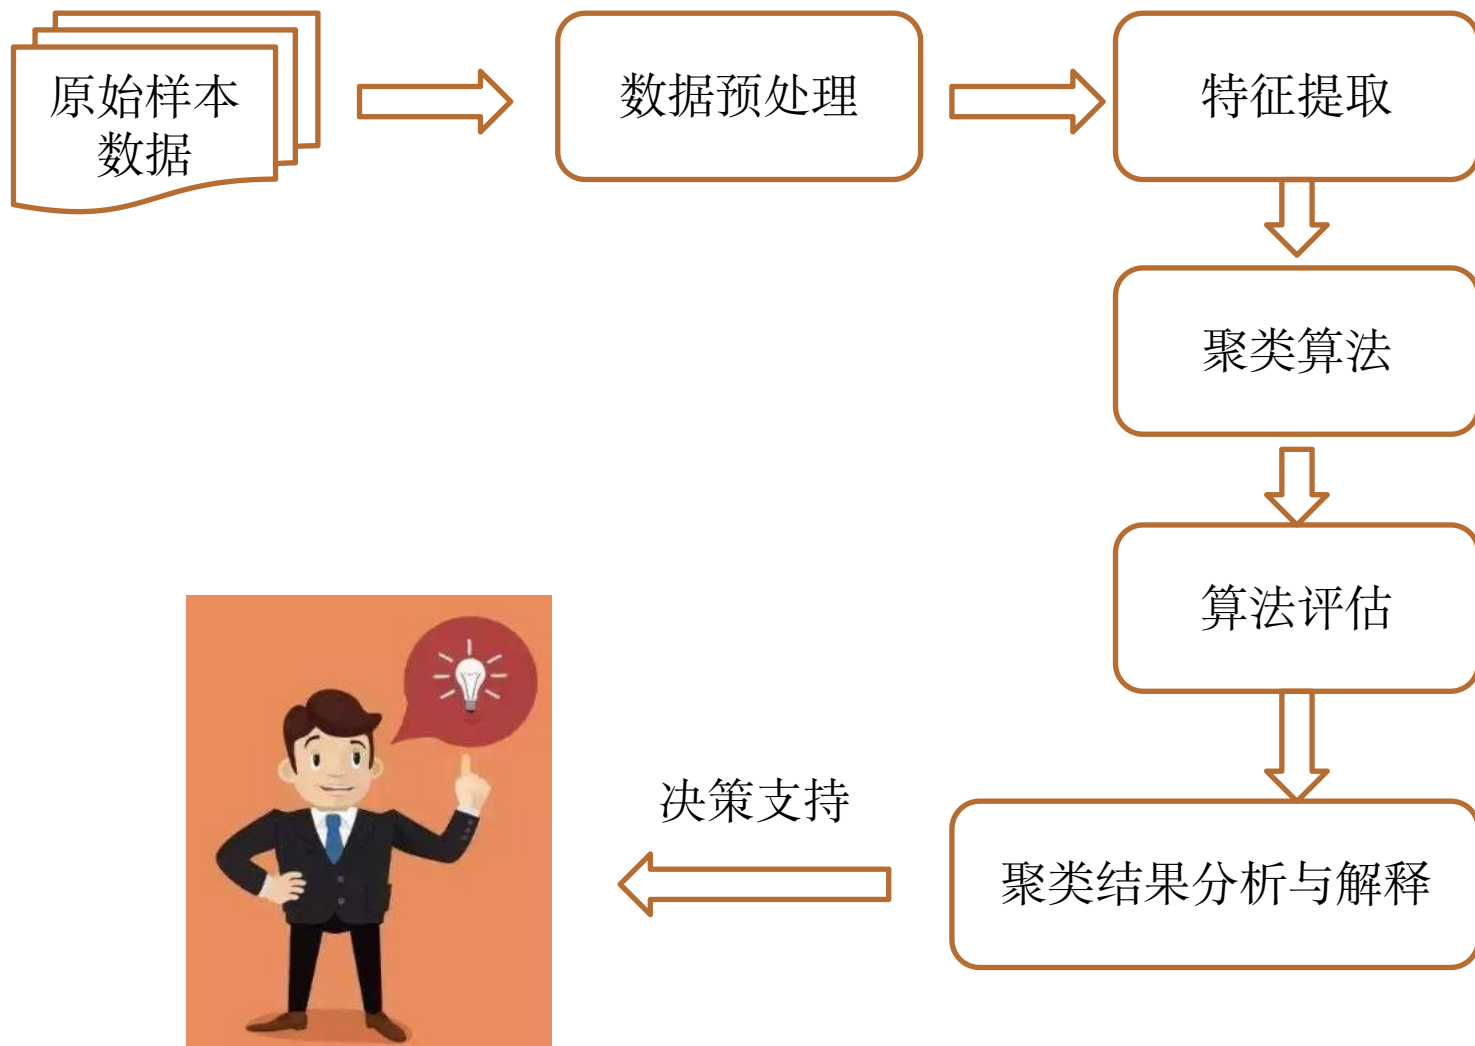 原始样本
数据
数据预处理
特征提取
聚类算法
算法评估
聚类结果分析与解释
决策支持